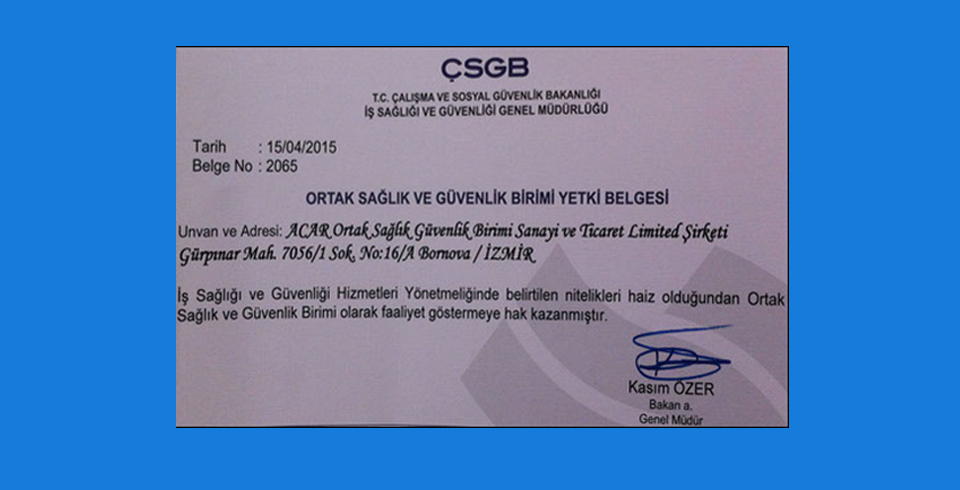 ÇSGB
T.C. ÇALIŞMA VE SOSYAL GÜVENLİK BAKANLIĞI
İŞ SAĞLIĞI VE GÜVENLİĞİ GENEL MÜDÜRLÜĞÜ
Tarih : 15/04/2015
Belge No : 2065
ORTAK SAĞLIK VE GÜVENLİK BİRİMİ YETKİ BELGESİ
Unvan ve Adresi: ACAR Ortak Sağlık Güvenlik Birimi Sanayi ve Ticaret Limited Şirketi
Gürpınar Mah. 7056/1 Sok. No:16/A Bornova / İZMİR
İş Sağlığı ve Güvenliği Hizmetleri Yönetmeliğinde belirtilen nitelikleri haiz olduğundan Ortak
Sağlık ve Güvenlik Birimi olarak faaliyet göstermeye hak kazanmıştır.
Kasım ÖZER
Bakan a.
Genel Müdür